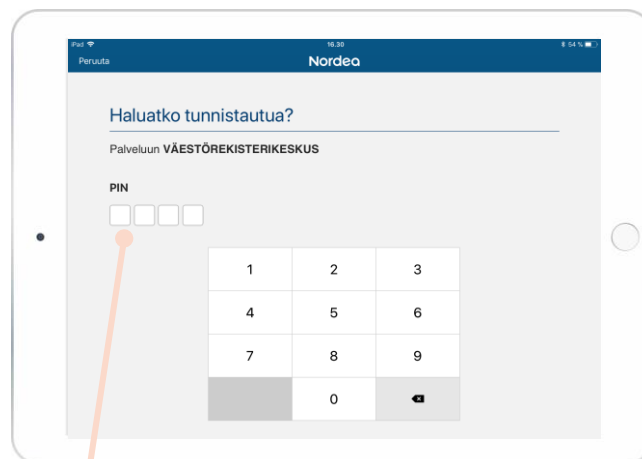 iPad 16.30 54 %
Peruuta Nordea
Haluatko tunnistautua?
Palveluun VÄESTÖREKISTERIKESKUS
PIN
1 2 3
4 5 6
7 8 9
0